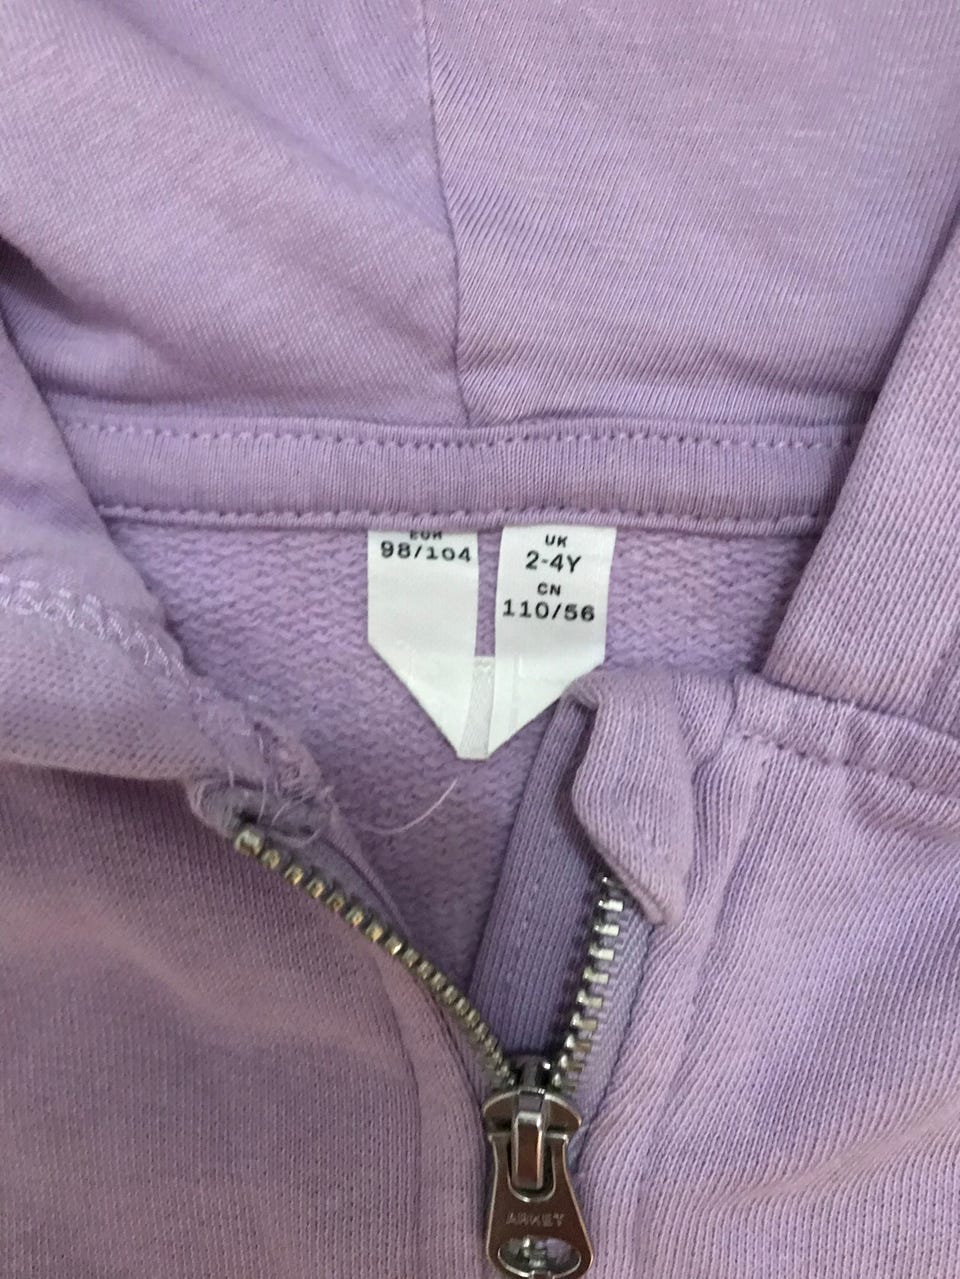 EUR
98/104
UK
2-4Y
CN
110/56
ARKET